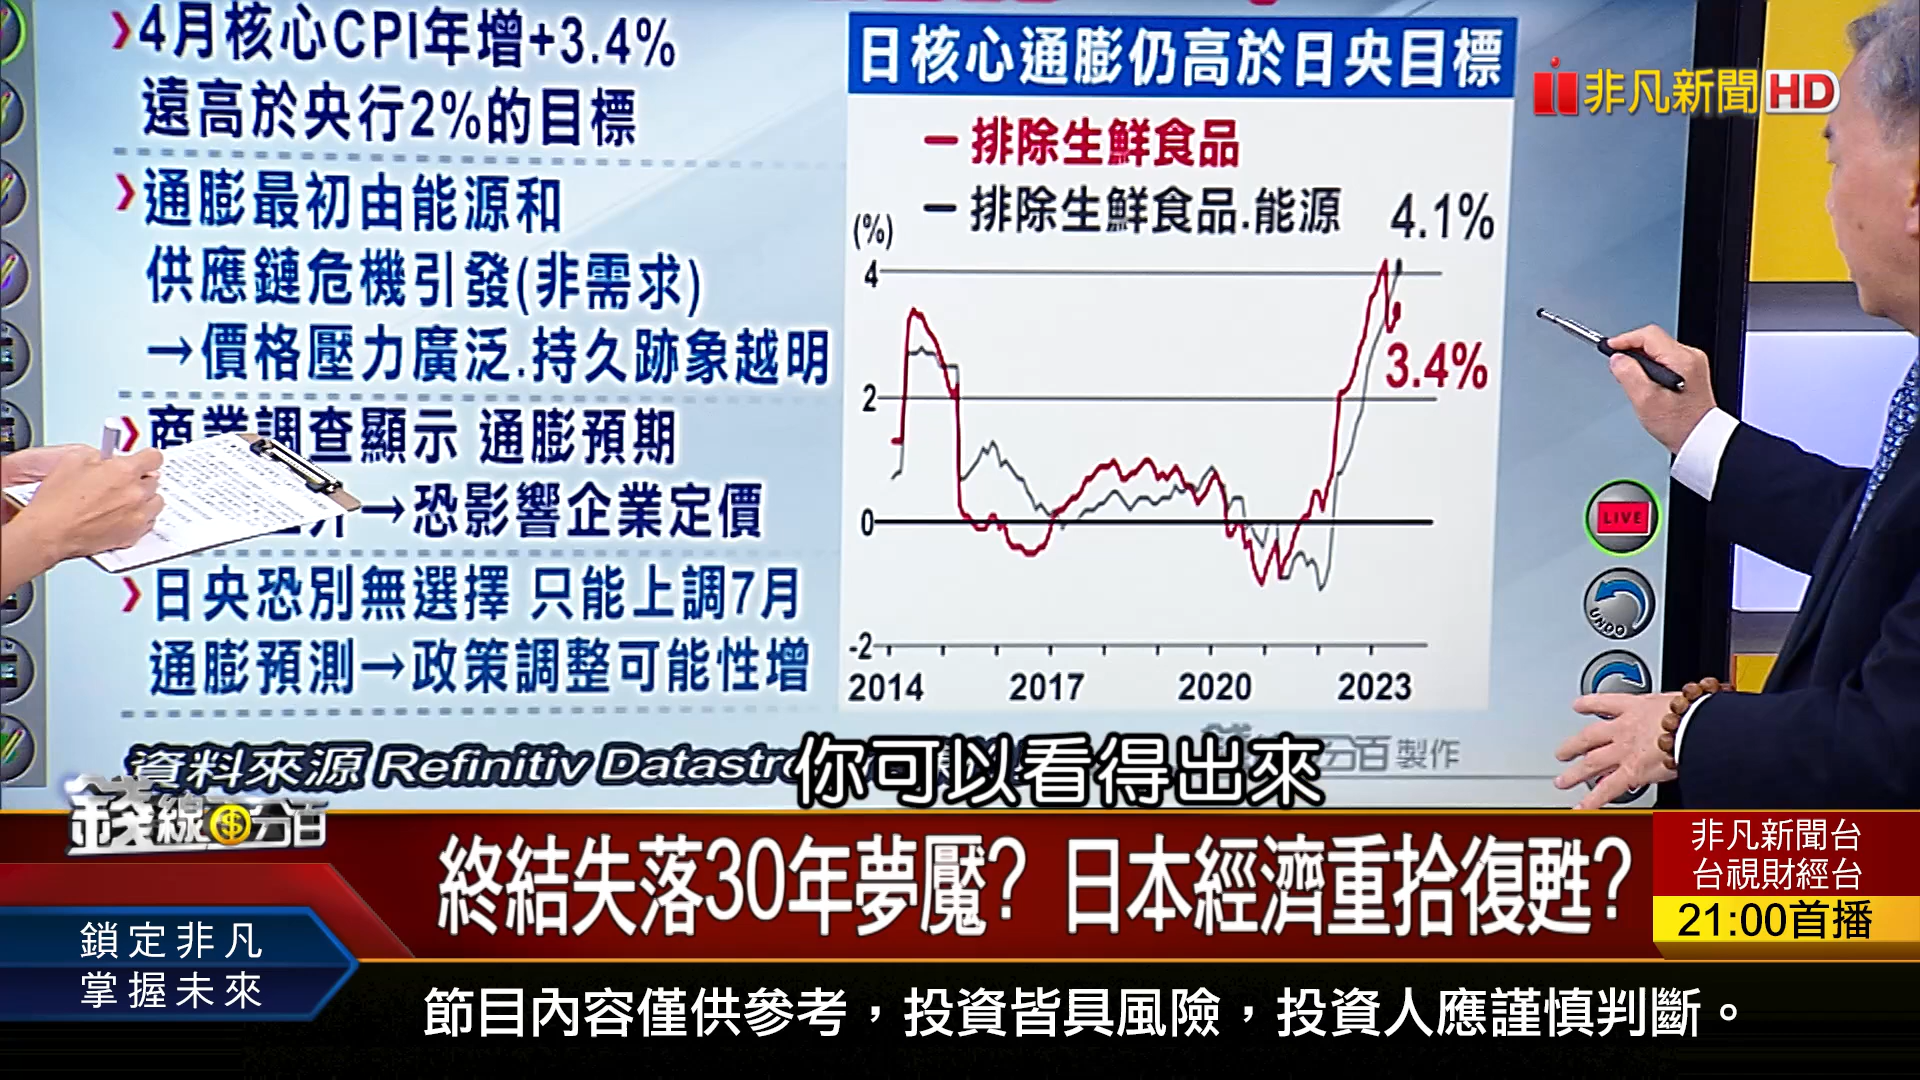 4月核心CPI年增+3.4%
遠高於央行2%的目標
通膨最初由能源和
供應鏈危機引發(非需求)
→價格壓力廣泛.持久跡象越明
商業調查顯示 通膨預期
→恐影響企業定價
日央恐別無選擇 只能上調7月
通膨預測→政策調整可能性增
資料來源 Refinitiv Datastre
日核心通膨仍高於日央目標
排除生鮮食品
排除生鮮食品.能源
4.1%
(%)
4
3.4%
2
0
-2
2014 2017 2020 2023
分百製作
非凡新聞HD
LIVE
UNDO
你可以看得出來
錢線分百
終結失落30年夢魘? 日本經濟重拾復甦?
非凡新聞台
台視財經台
21:00首播
鎖定非凡
掌握未來
節目內容僅供參考，投資皆具風險，投資人應謹慎判斷。